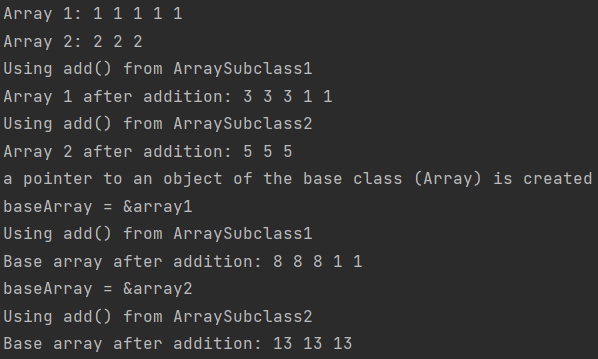 Array 1: 1 1 1 1 1
Array 2: 2 2 2
Using add() from ArraySubclass1
Array 1 after addition: 3 3 3 1 1
Using add() from ArraySubclass2
Array 2 after addition: 5 5 5
a pointer to an object of the base class (Array) is created
baseArray = &array1
Using add() from ArraySubclass1
Base array after addition: 8 8 8 1 1
baseArray = &array2
Using add() from ArraySubclass2
Base array after addition: 13 13 13